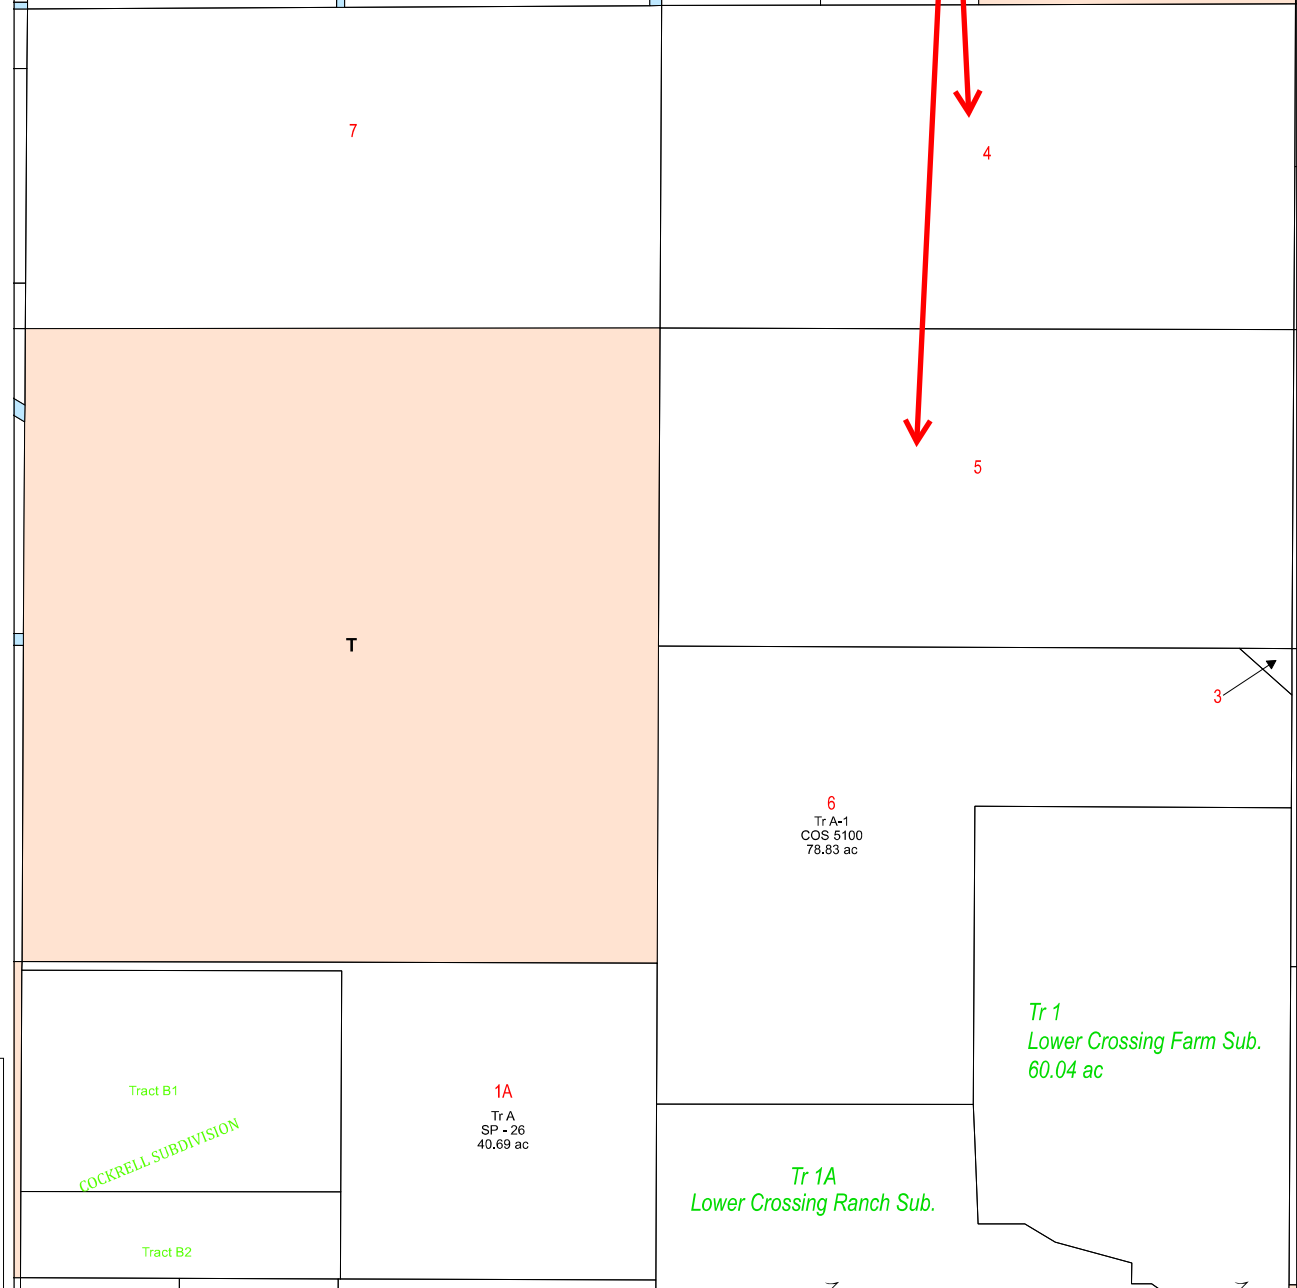 7
4
5
T
3
6
Tr A-1
COS 5100
78.83 ac
Tr 1
Lower Crossing Farm Sub.
60.04 ac
Tract B1
COCKRELL SUBDIVISION
1A
Tr A
SP - 26
40.69 ac
Tr 1A
Lower Crossing Ranch Sub.
Tract B2